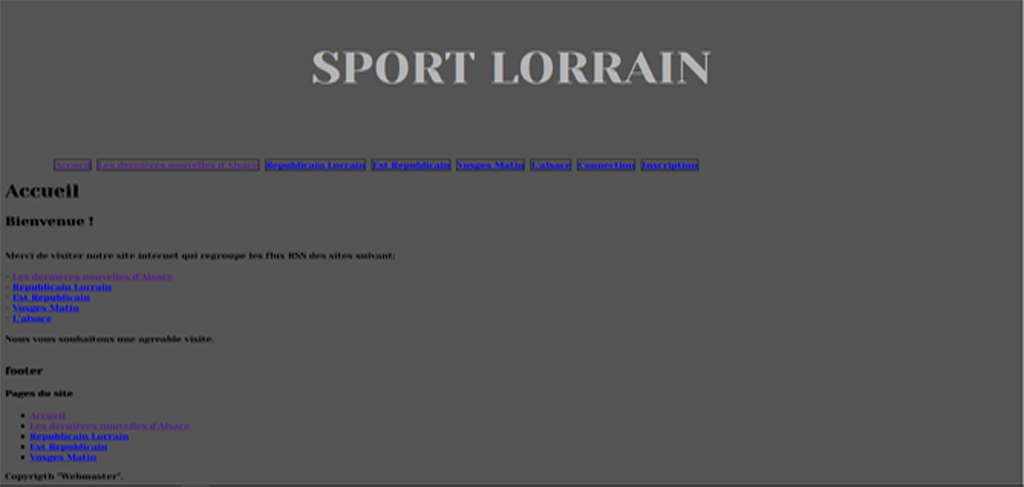 SPORT LORRAIN
Accueil Les dernières nouvelles d'Alsace Republicain Lorrain Est Republicain Vosges Matin L'alsace Connection Inscription
Accueil
Bienvenue !
Merci de visiter notre site internet qui regroupe les flux RSS des sites suivant:
- Les dernières nouvelles d'Alsace
- Republicain Lorrain
- Est Republicain
- Vosges Matin
- L'alsace
Nous vous souhaitons une agreable visite.
footer
Pages du site
Accueil
Les dernières nouvelles d'Alsace
Republicain Lorrain
Est Republicain
Vosges Matin
Copyrigth "Webmaster".